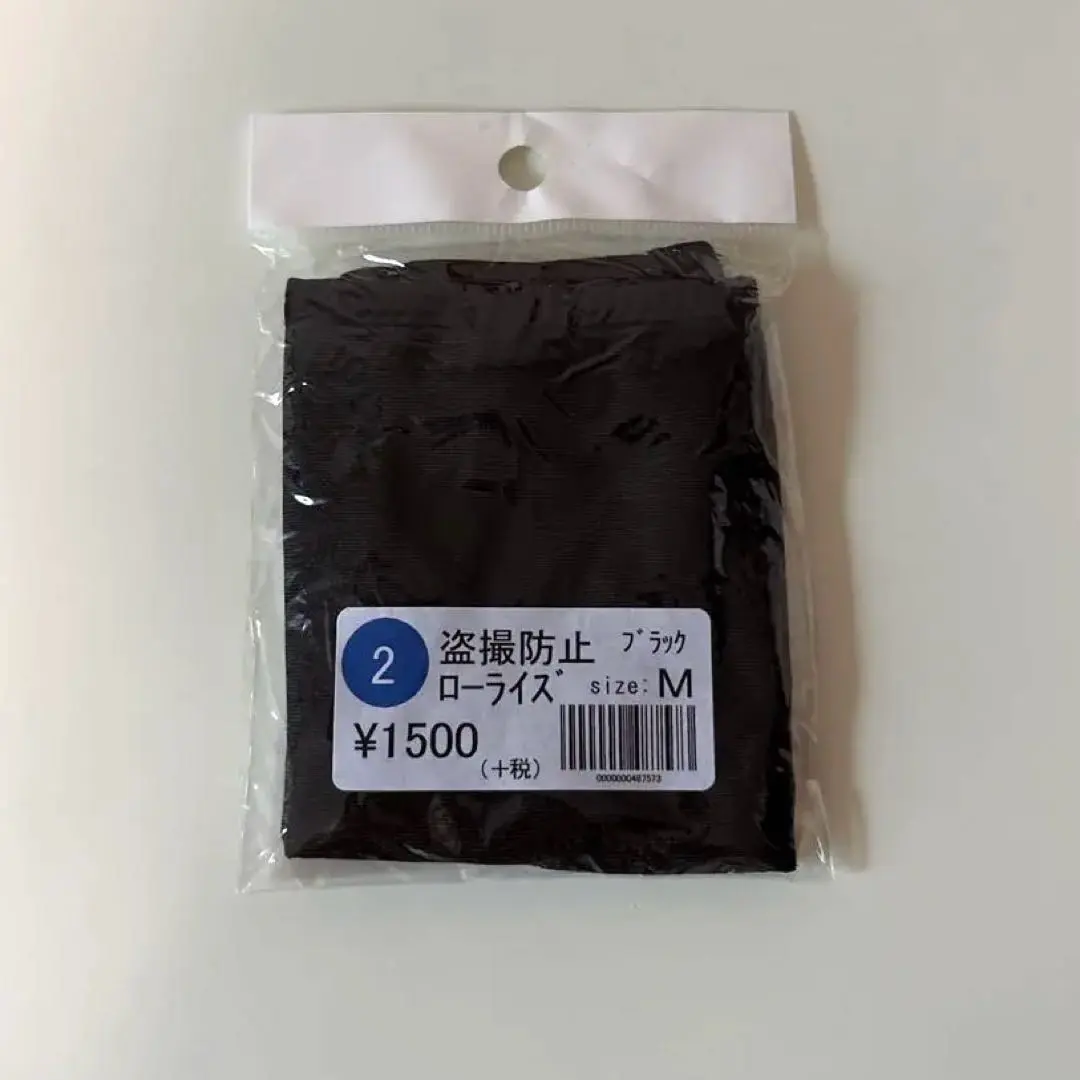 2
盗撮防止 ﾌﾞﾗｯｸ
ﾛｰﾗｲｽﾞ size: M
¥1500 (+税)
0000000487573